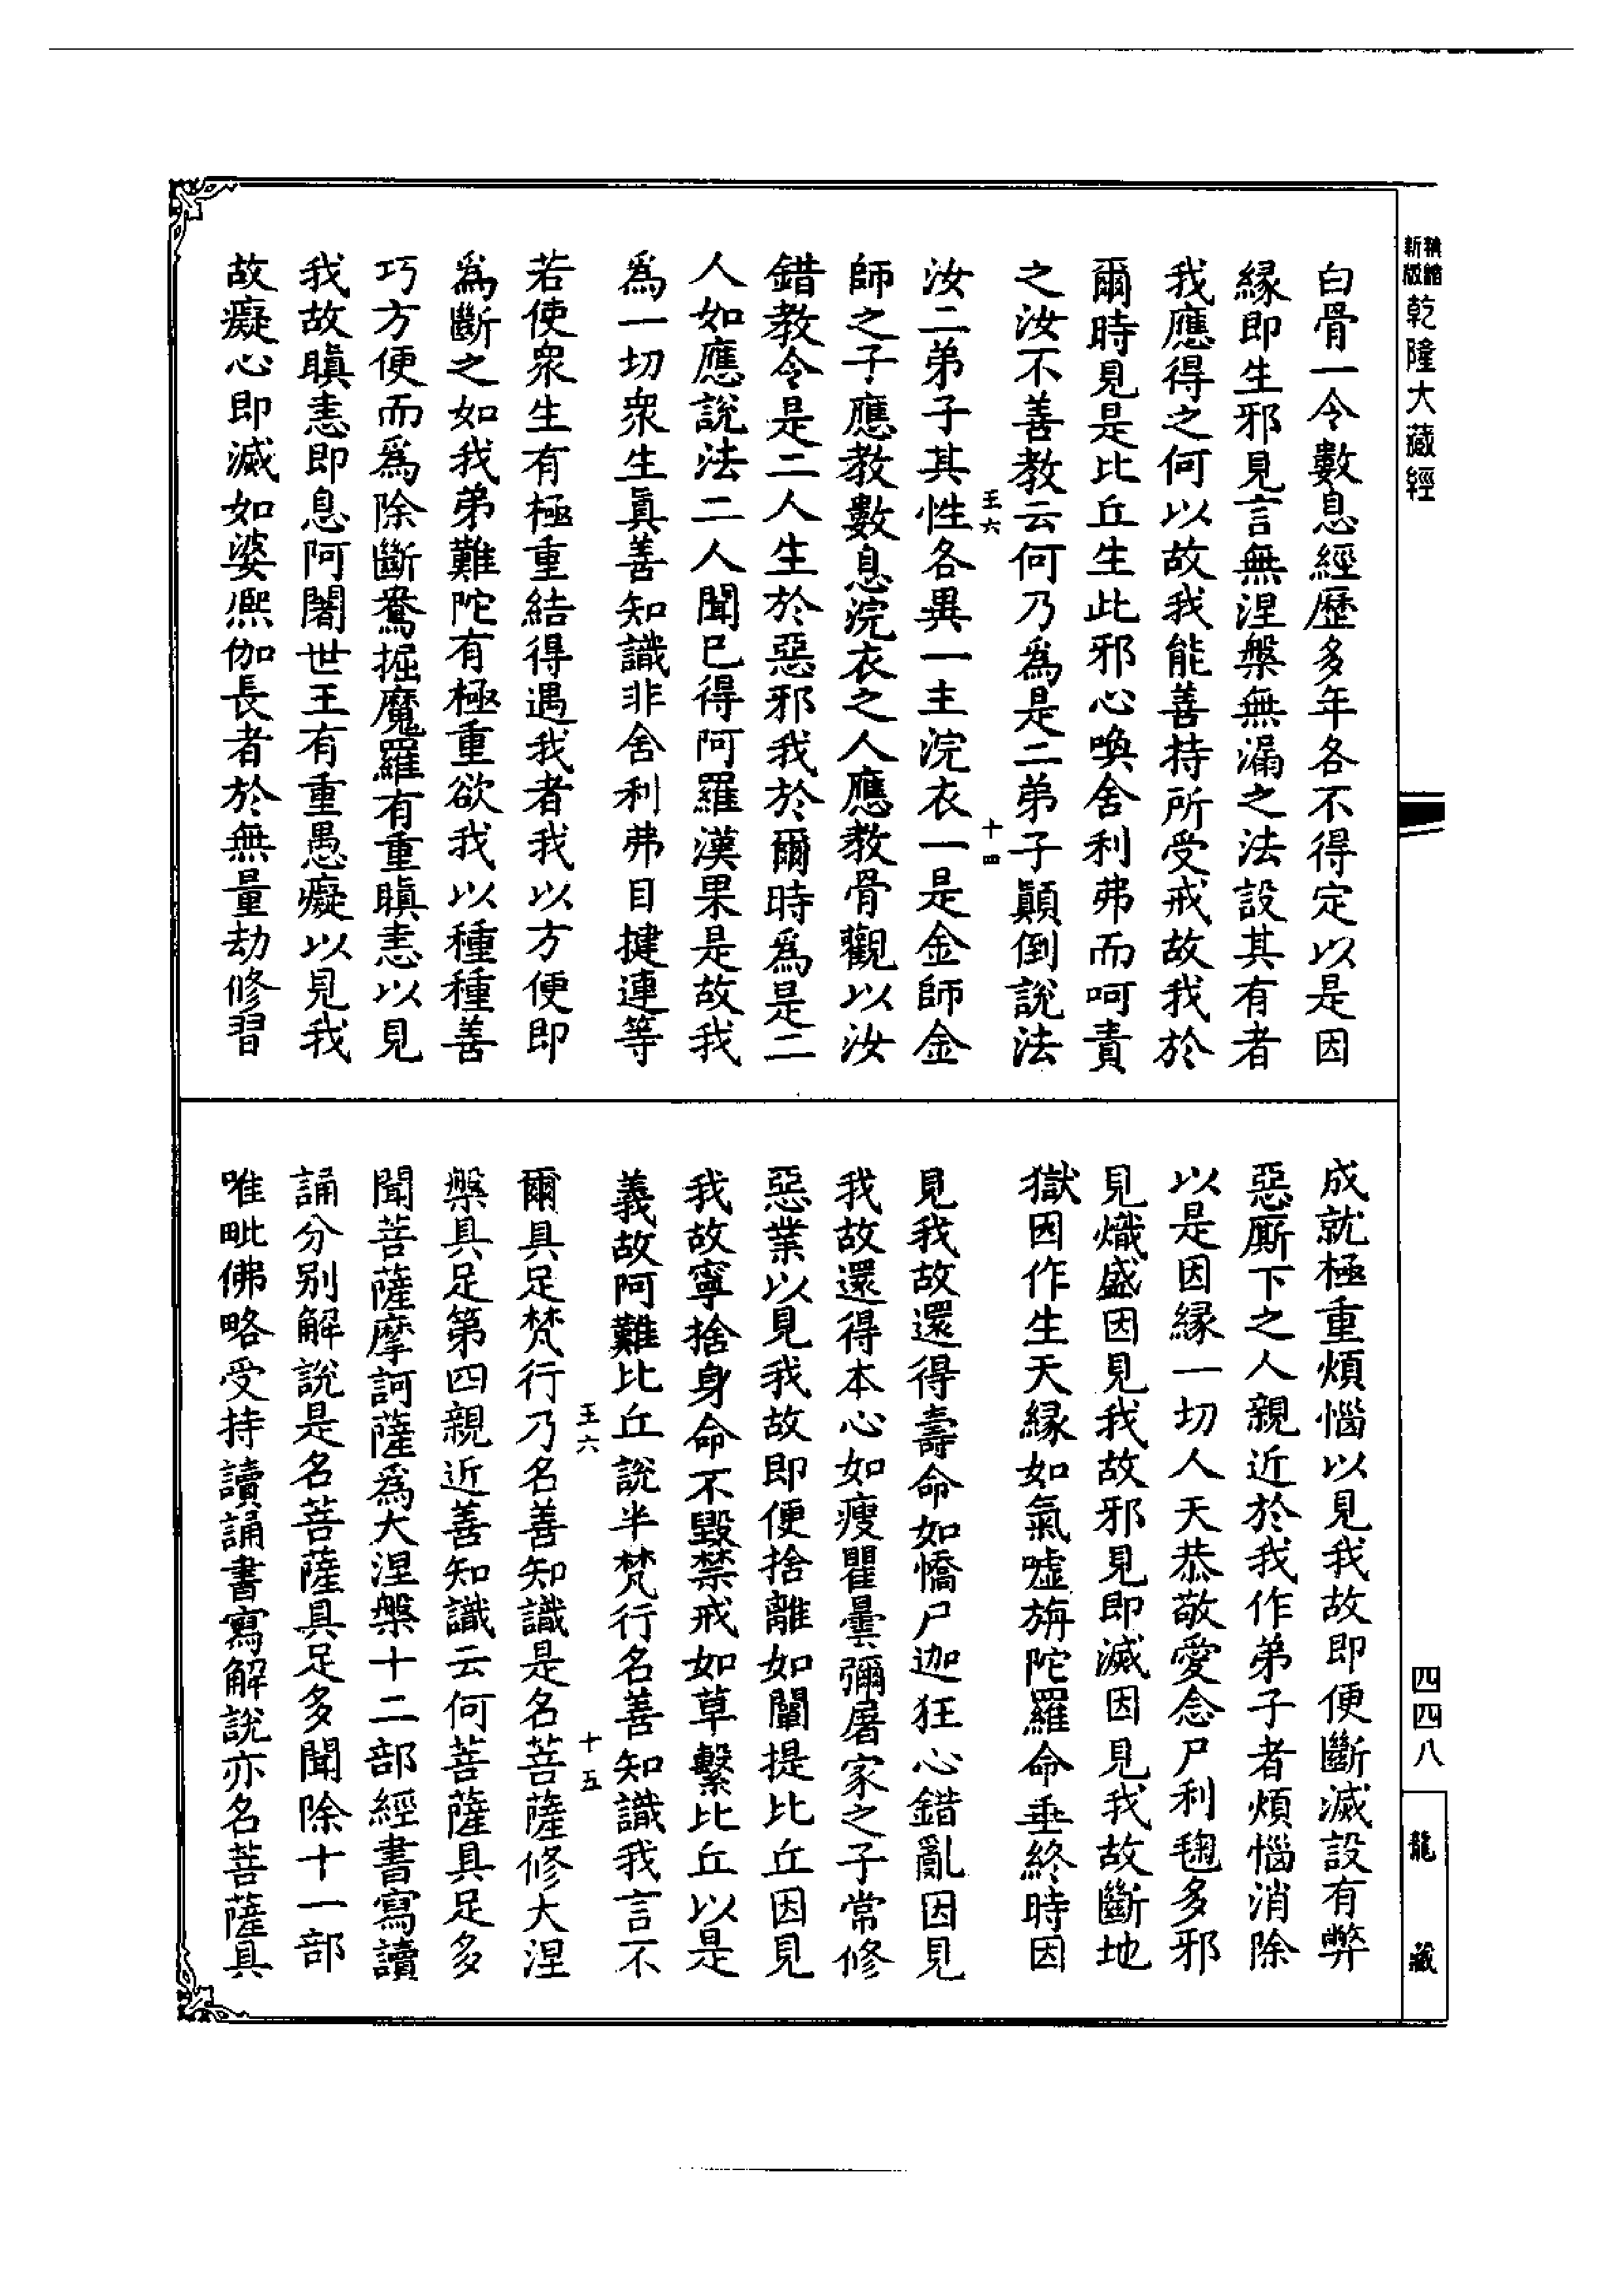 新版
精縮
乾隆大藏經
白骨一令數息經歷多年各不得定以是因
緣即生邪見言無涅槃無漏之法設其有者
我應得之何以故我能善持所受戒故我於
爾時見是比丘生此邪心喚舍利弗而呵責
之汝不善教云何乃為是二弟子顛倒說法
王六
十四
汝二弟子其性各異一主浣衣一是金師金
師之子應教數息浣衣之人應教骨觀以汝
錯教令是二人生於惡邪我於爾時為是二
人如應說法二人聞已得阿羅漢果是故我
為一切衆生真善知識非舍利弗目揵連等
若使衆生有極重結得遇我者我以方便即
為斷之如我弟難陀有極重欲我以種種善
巧方便而為除斷鴦掘魔羅有重瞋恚以見
我故瞋恚即息阿闍世王有重愚癡以見我
故癡心即滅如婆熈伽長者於無量劫修習
成就極重煩惱以見我故即便斷滅設有弊
惡廝下之人親近於我作弟子者煩惱消除
以是因緣一切人天恭敬愛念尸利毱多邪
見熾盛因見我故邪見即滅因見我故斷地
獄因作生天緣如氣噓旃陀羅命垂終時因
見我故還得壽命如憍尸迦狂心錯亂因見
我故還得本心如瘦瞿曇彌屠家之子常修
惡業以見我故即便捨離如闡提比丘因見
我故寧捨身命不毀禁戒如草繫比丘以是
義故阿難比丘說半梵行名善知識我言不
王六
十五
爾具足梵行乃名善知識是名菩薩修大涅
槃具足第四親近善知識云何菩薩具足多
聞菩薩摩訶薩為大涅槃十二部經書寫讀
誦分別解說是名菩薩具足多聞除十一部
唯毗佛略受持讀誦書寫解說亦名菩薩具
四四八
龍藏